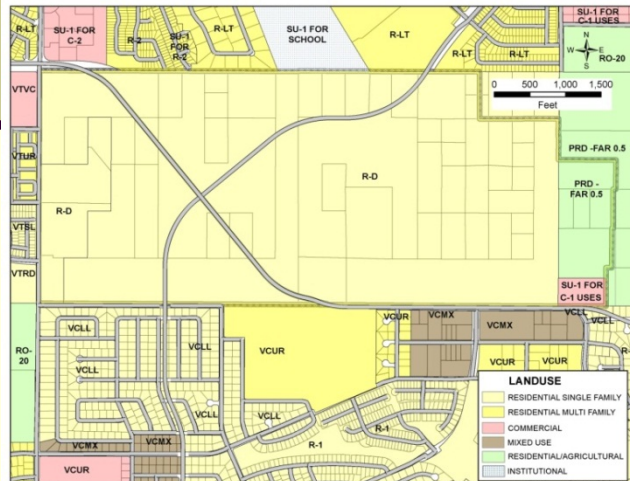 R-LT
SU-1 FOR
C-2
R-2
SU-1
FOR
R-2
SU-1 FOR
SCHOOL
R-LT
R-LT
R-LT
SU-1 FOR
C-1 USES
N
W
E
S
RO-20
0 500 1,000 1,500
Feet
VTVC
PRD -FAR 0.5
VTUR
PRD -
FAR 0.5
R-D
R-D
VTSL
VTRD
SU-1 FOR
C-1 USES
VCLL
VCLL
VCUR
VCUR
VCMX
VCMX
VCLL
VCLL
RO-
20
VCLL
VCUR
VCUR
VCLL
VCLL
R-1
R-1
VCMX
VCMX
VCUR
LANDUSE
RESIDENTIAL SINGLE FAMILY
RESIDENTIAL MULTI FAMILY
COMMERCIAL
MIXED USE
RESIDENTIAL/AGRICULTURAL
INSTITUTIONAL